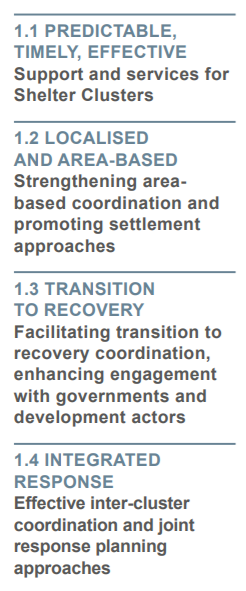 1.1 PREDICTABLE,
TIMELY, EFFECTIVE
Support and services for
Shelter Clusters
1.2 LOCALISED
AND AREA-BASED
Strengthening area-
based coordination and
promoting settlement
approaches
1.3 TRANSITION
TO RECOVERY
Facilitating transition to
recovery coordination,
enhancing engagement
with governments and
development actors
1.4 INTEGRATED
RESPONSE
Effective inter-cluster
coordination and joint
response planning
approaches